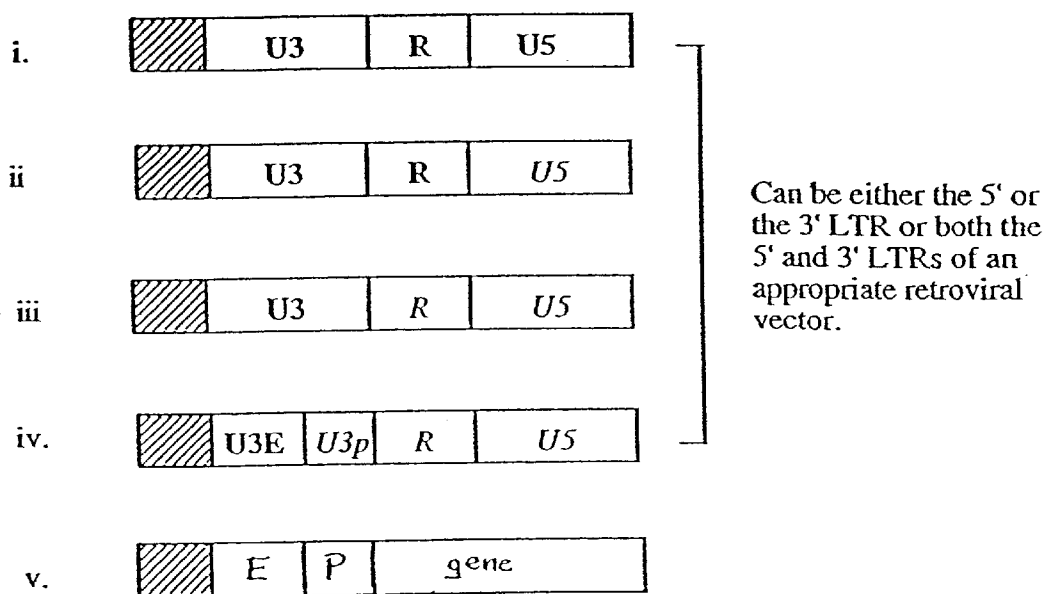 i. U3 R U5
ii U3 R U5
iii U3 R U5
iv. U3E U3p R U5
v. E P gene
Can be either the 5' or
the 3' LTR or both the
5' and 3' LTRs of an
appropriate retroviral
vector.